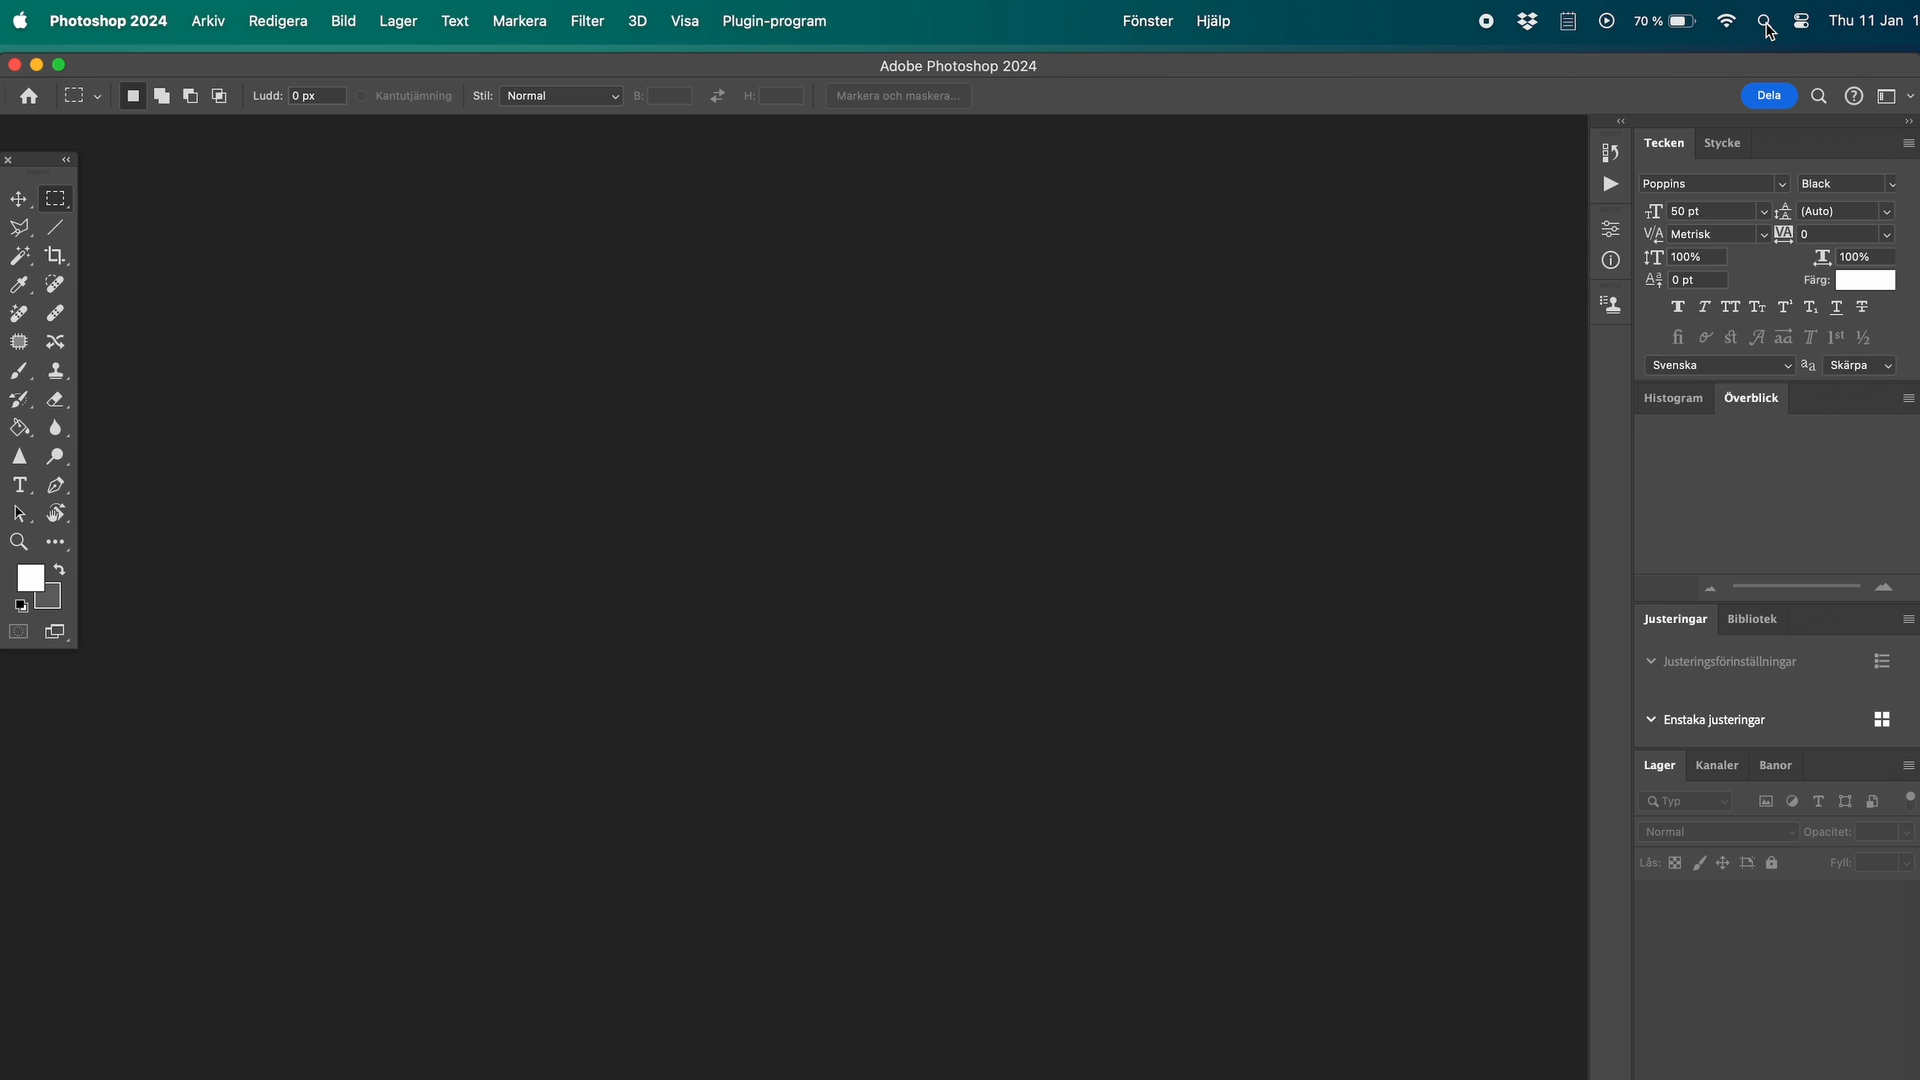 Photoshop 2024 Arkiv Redigera Bild Lager Text Markera Filter 3D Visa Plugin-program Fönster Hjälp 70 % Thu 11 Jan 1
Adobe Photoshop 2024
Ludd: 0 px Kantutjämning Stil: Normal B: H: Markera och maskera... Dela
Tecken Stycke
Poppins Black
50 pt (Auto)
Metrisk 0
100% 100%
0 pt Färg:
Svenska Skärpa
Histogram Överblick
Justeringar Bibliotek
Justeringsförinställningar
Enstaka justeringar
Lager Kanaler Banor
Typ
Normal Opacitet:
Lås: Fyll: